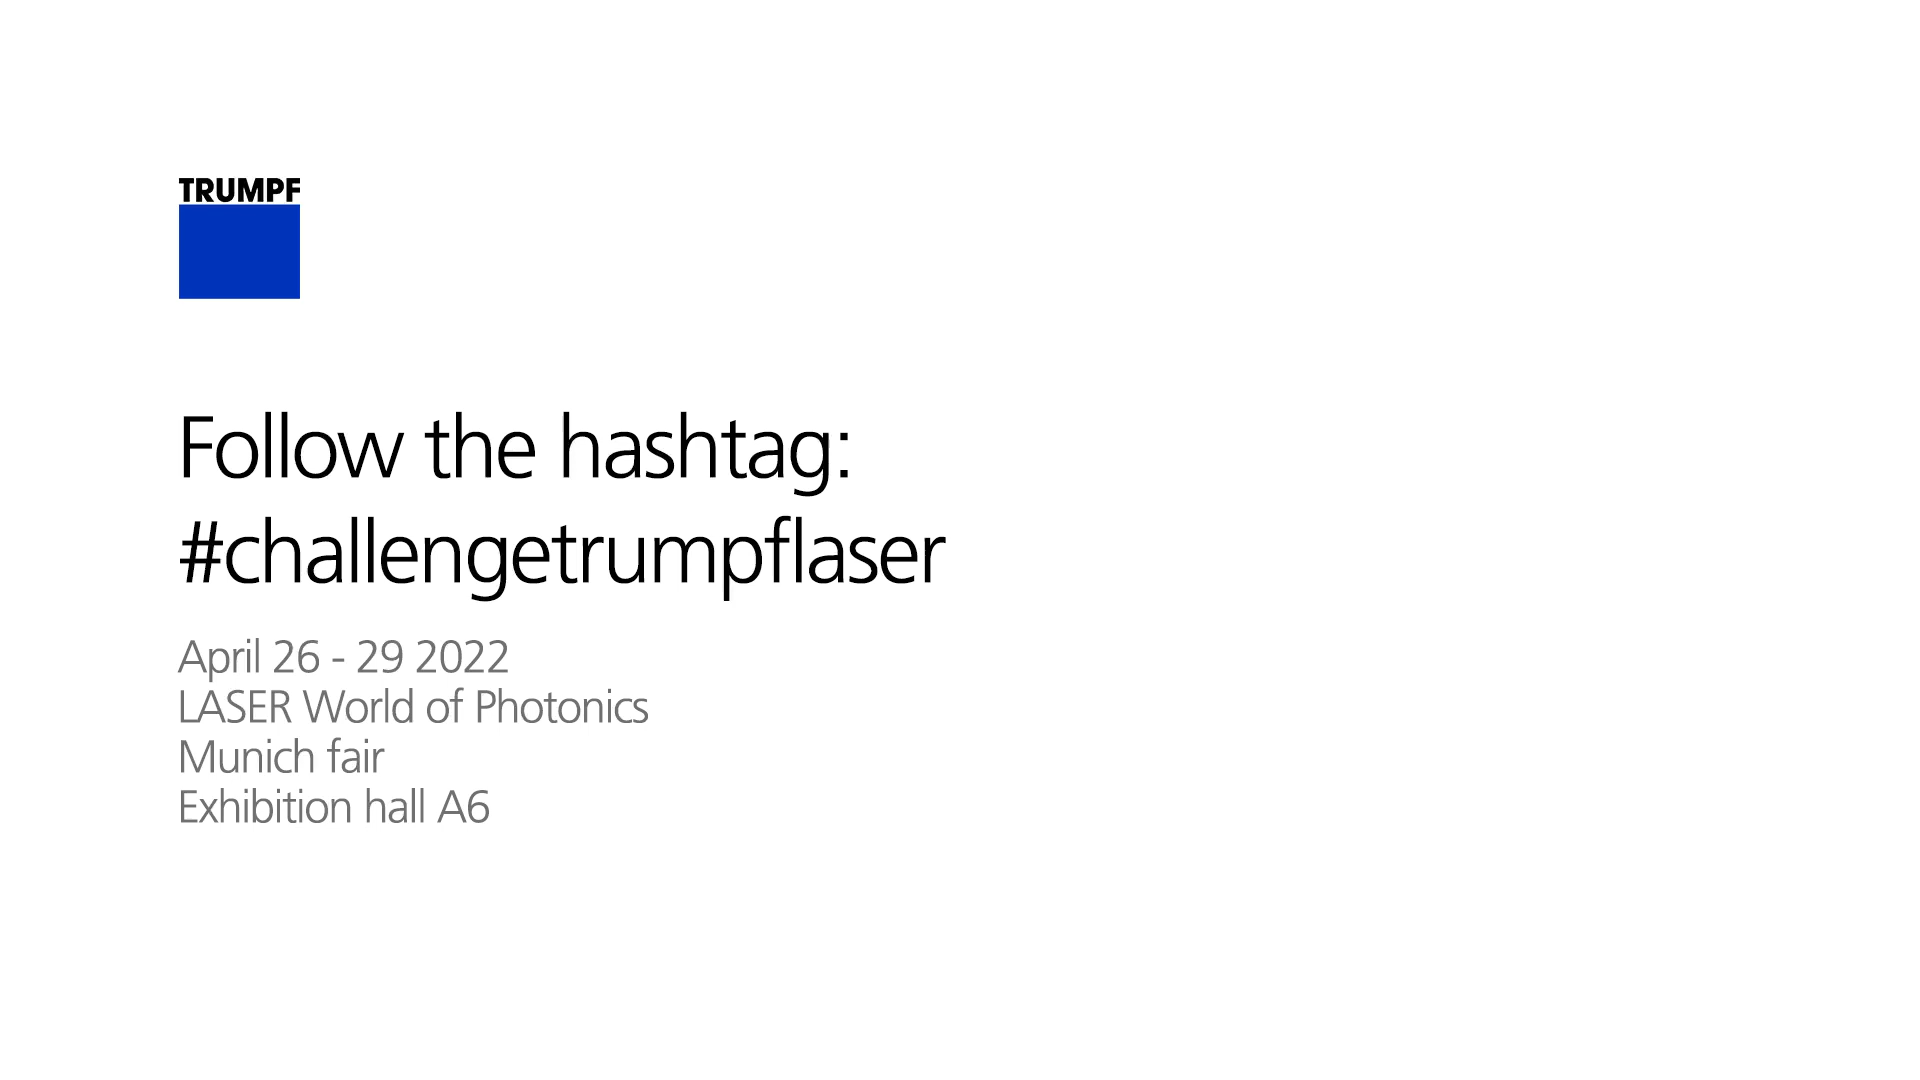 TRUMPF
Follow the hashtag:
#challengetrumpflaser
April 26 - 29 2022
LASER World of Photonics
Munich fair
Exhibition hall A6